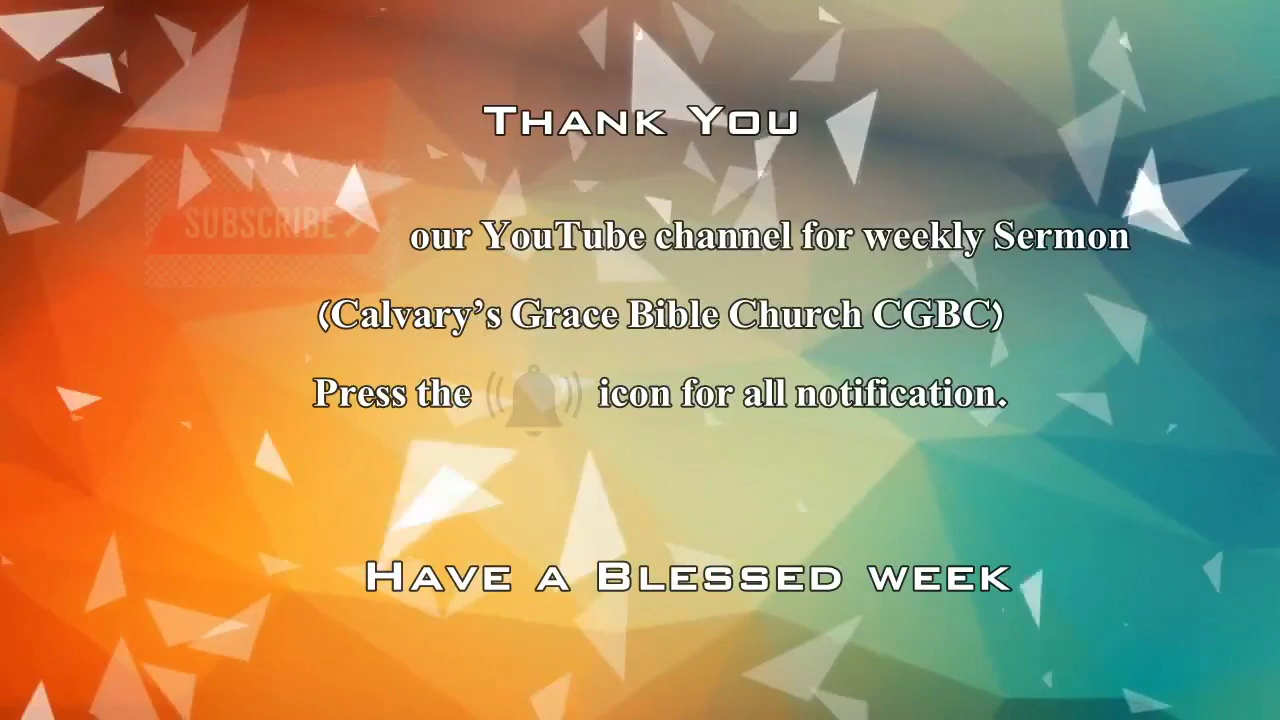 Thank You
SUBSCRIBE our YouTube channel for weekly Sermon
(Calvary’s Grace Bible Church CGBC)
Press the icon for all notification.
Have a Blessed week